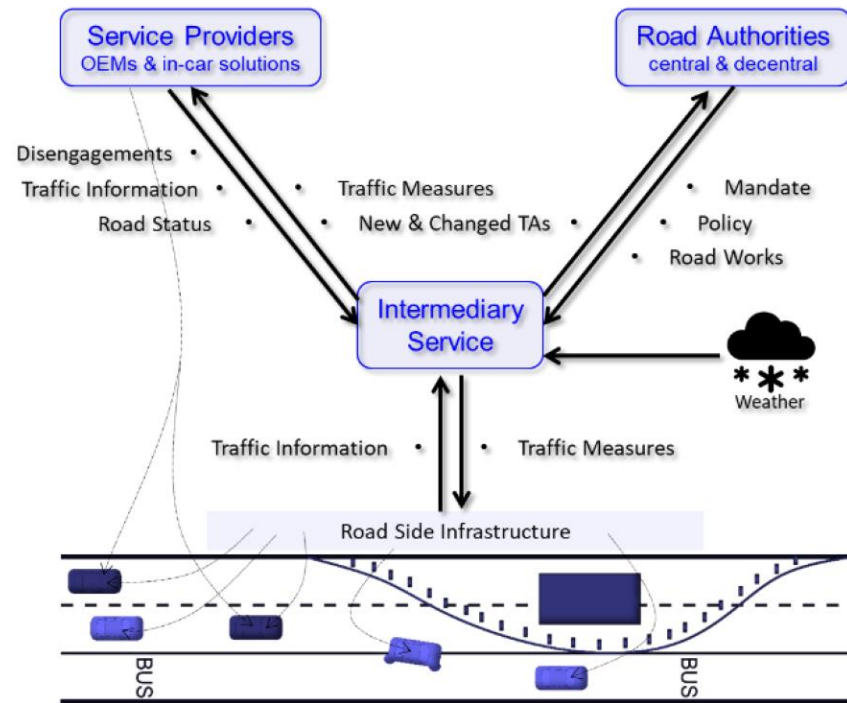 Service Providers
OEMs & in-car solutions
Road Authorities
central & decentral
Disengagements •
Traffic Information •
Road Status •
• Traffic Measures
• New & Changed TAs •
• Mandate
• Policy
• Road Works
Intermediary
Service
Weather
Traffic Information •
• Traffic Measures
Road Side Infrastructure
BUS
BUS